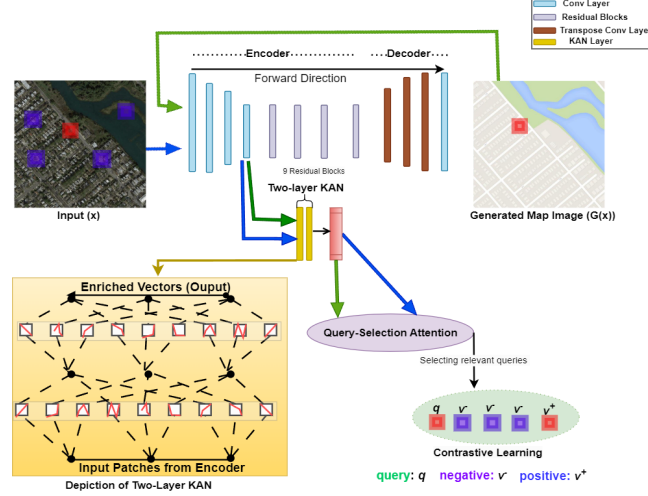 Conv Layer
Residual Blocks
Transpose Conv Layer
KAN Layer
Encoder
Decoder
Forward Direction
9 Residual Blocks
Input (x)
Generated Map Image (G(x))
Two-layer KAN
Enriched Vectors (Ouput)
Query-Selection Attention
Selecting relevant queries
q v- v- v- v+
Contrastive Learning
Input Patches from Encoder
Depiction of Two-Layer KAN
query: q negative: v- positive: v+